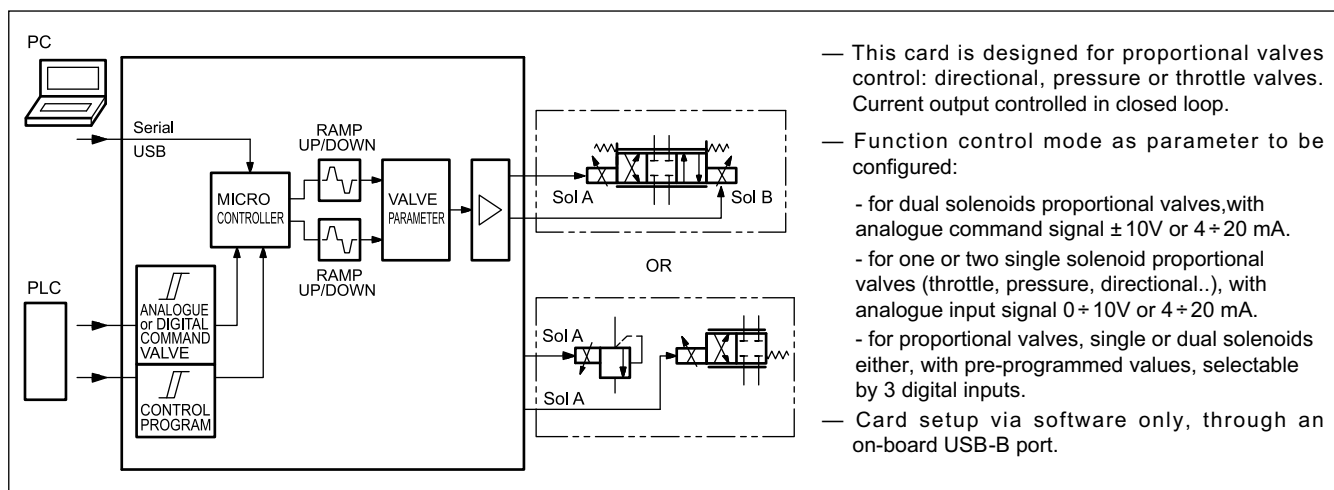 PC
Serial
USB
RAMP
UP/DOWN
MICRO
CONTROLLER
VALVE
PARAMETER
RAMP
UP/DOWN
PLC
ANALOGUE
or DIGITAL
COMMAND
VALVE
CONTROL
PROGRAM
Sol A
Sol B
OR
Sol A
Sol A
— This card is designed for proportional valves
control: directional, pressure or throttle valves.
Current output controlled in closed loop.
— Function control mode as parameter to be
configured:
- for dual solenoids proportional valves,with
analogue command signal ± 10V or 4 ÷ 20 mA.
- for one or two single solenoid proportional
valves (throttle, pressure, directional..), with
analogue input signal 0 ÷ 10V or 4 ÷ 20 mA.
- for proportional valves, single or dual solenoids
either, with pre-programmed values, selectable
by 3 digital inputs.
— Card setup via software only, through an
on-board USB-B port.